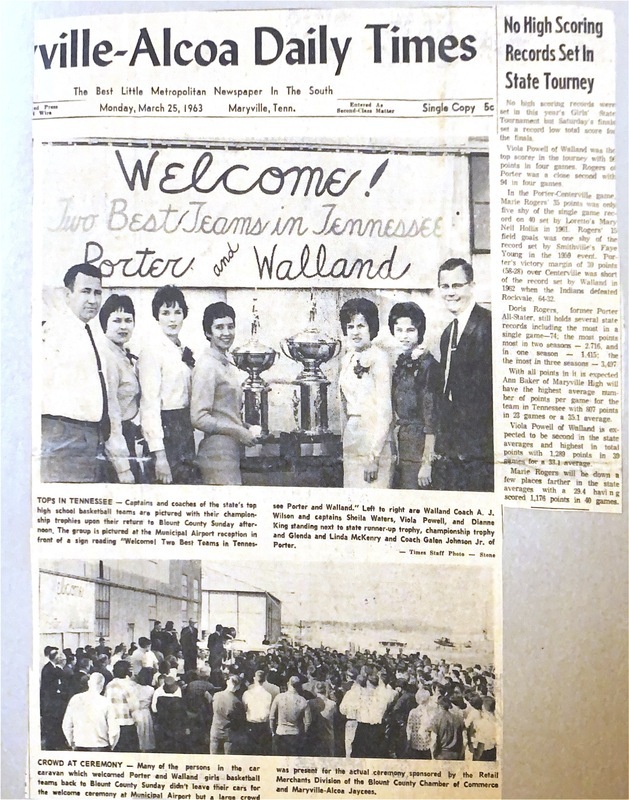 yville-Alcoa Daily Times
The Best Little Metropolitan Newspaper In The South
ed Press
d Wire
Monday, March 25, 1963
Maryville, Tenn.
Entered As
Second-Class Matter
Single Copy 5c
Welcome!
Two Best Teams in Tennessee
Porter and Walland
TOPS IN TENNESSEE — Captains and coaches of the state's top
high school basketball teams are pictured with their champion-
ship trophies upon their return to Blount County Sunday after-
noon. The group is pictured at the Municipal Airport reception in
front of a sign reading "Welcome! Two Best Teams in Tennes-
see Porter and Walland." Left to right are Walland Coach A. J.
Wilson and captains Sheila Waters, Viola Powell, and Dianne
King standing next to state runner-up trophy, championship trophy
and Glenda and Linda McKenry and Coach Galen Johnson Jr. of
Porter.
— Times Staff Photo — Stone
WELCOME
CROWD AT CEREMONY — Many of the persons in the car
caravan which welcomed Porter and Walland girls basketball
teams back to Blount County Sunday didn't leave their cars for
the welcome ceremony at Municipal Airport but a large crowd
was present for the actual ceremony sponsored by the Retail
Merchants Division of the Blount County Chamber of Commerce
and Maryville-Alcoa Jaycees.
No High Scoring
Records Set In
State Tourney
No high scoring records were
set in this year's Girls' State
Tournament but Saturday's finals
set a record low total score for
the finals.
Viola Powell of Walland was the
top scorer in the tourney with 96
points in four games. Rogers of
Porter was a close second with
94 in four games.
In the Porter-Centerville game,
Marie Rogers' 35 points was only
five shy of the single game rec-
ord on 40 set by Loretto's Mary
Nell Hollis in 1961. Rogers' 15
field goals was one shy of the
record set by Smithville's Faye
Young in the 1959 event. Por-
ter's victory margin of 30 points
(58-28) over Centerville was short
of the record set by Walland in
1962 when the Indians defeated
Rockvale, 64-32.
Doris Rogers, former Porter
All-Stater, still holds several state
records including the most in a
single game—74; the most points
most in two seasons — 2,716, and
in one season — 1,415; the
the most in three seasons — 3,497
With all points in it is expected
Ann Baker of Maryville High will
have the highest average num-
ber of points per game for the
team in Tennessee with 807 points
in 23 games or a 35.1 average.
Viola Powell of Walland is ex-
pected to be second in the state
averages and highest in total
points with 1,289 points in 39
games for a 33.1 average.
Marie Rogers will be down a
few places farther in the state
averages with a 29.4 having
scored 1,176 points in 40 games.